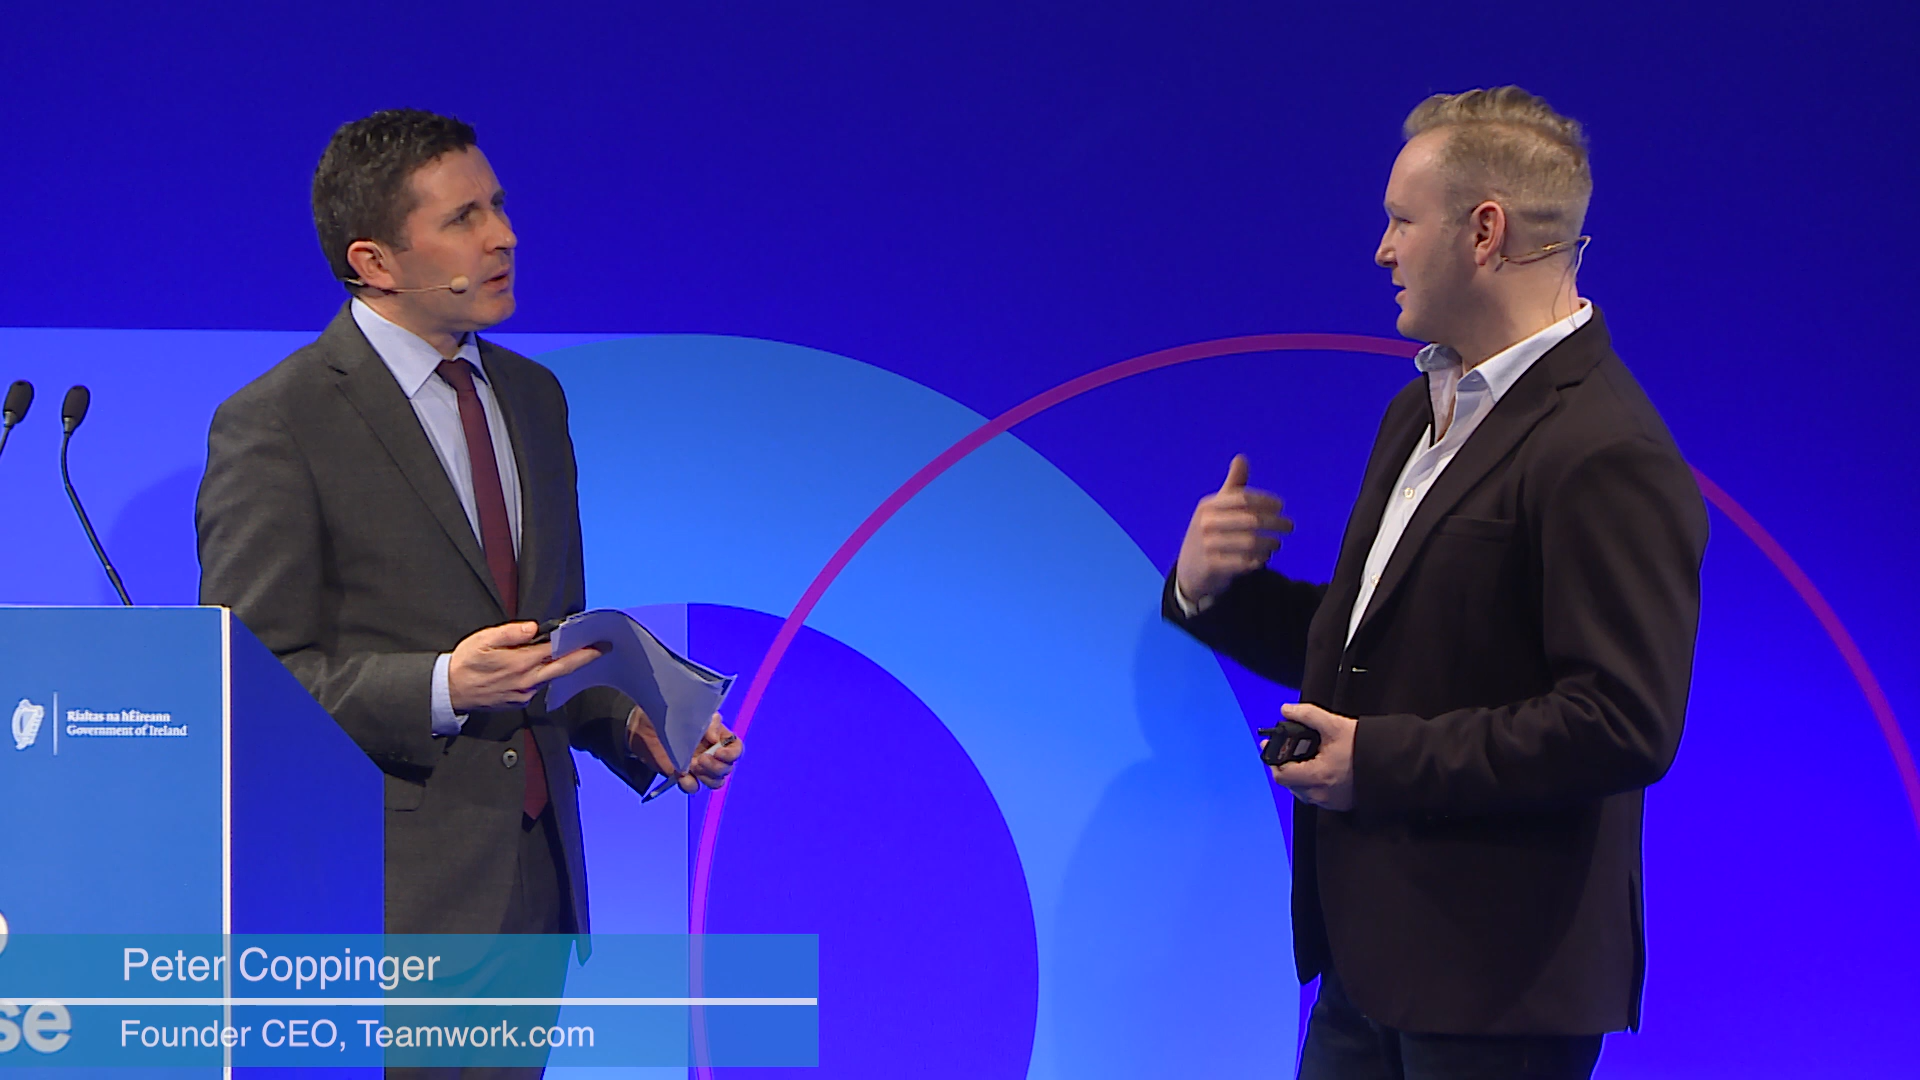 Rialtas na hÉireann
Government of Ireland
se
Peter Coppinger
Founder CEO, Teamwork.com